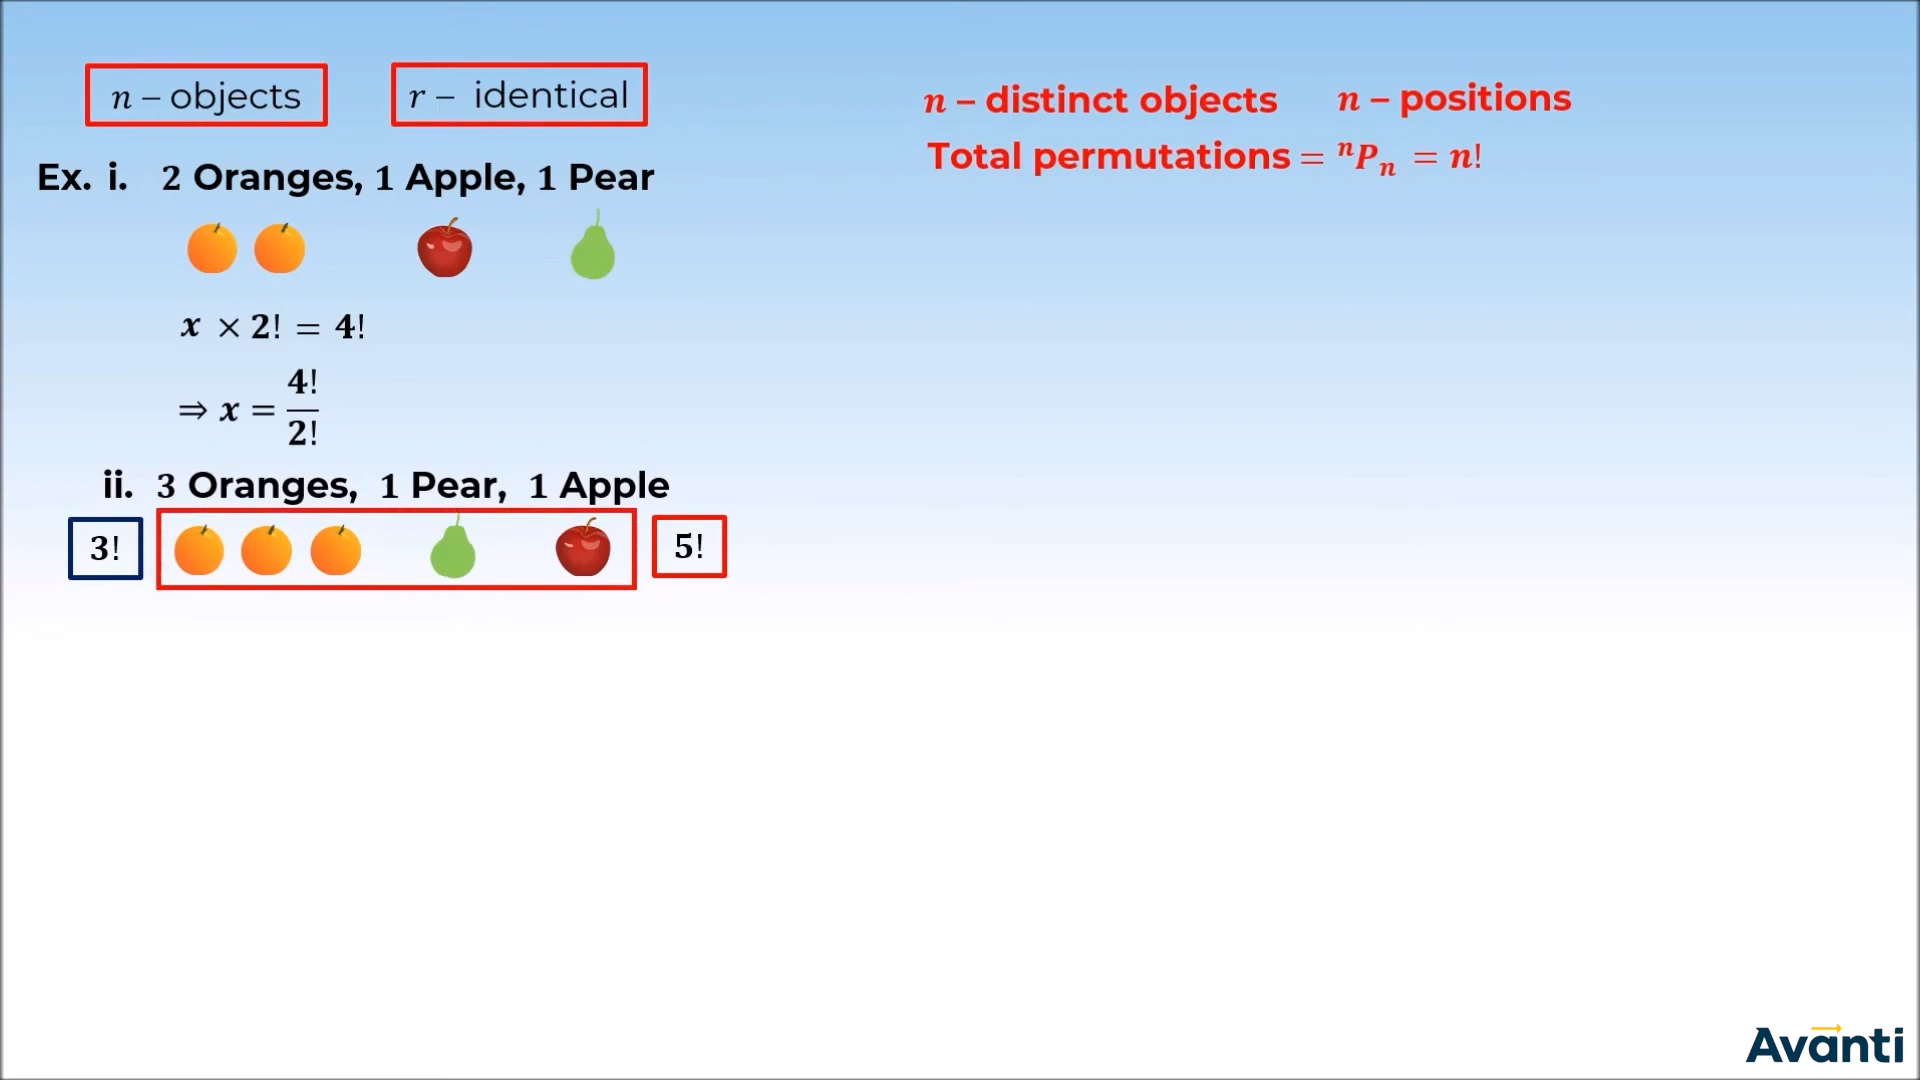 n – objects r – identical
n – distinct objects n – positions
Total permutations = ⁿPₙ = n!
Ex. i. 2 Oranges, 1 Apple, 1 Pear
x × 2! = 4!
⇒ x = 4!/2!
ii. 3 Oranges, 1 Pear, 1 Apple
3! 5!
Avanti